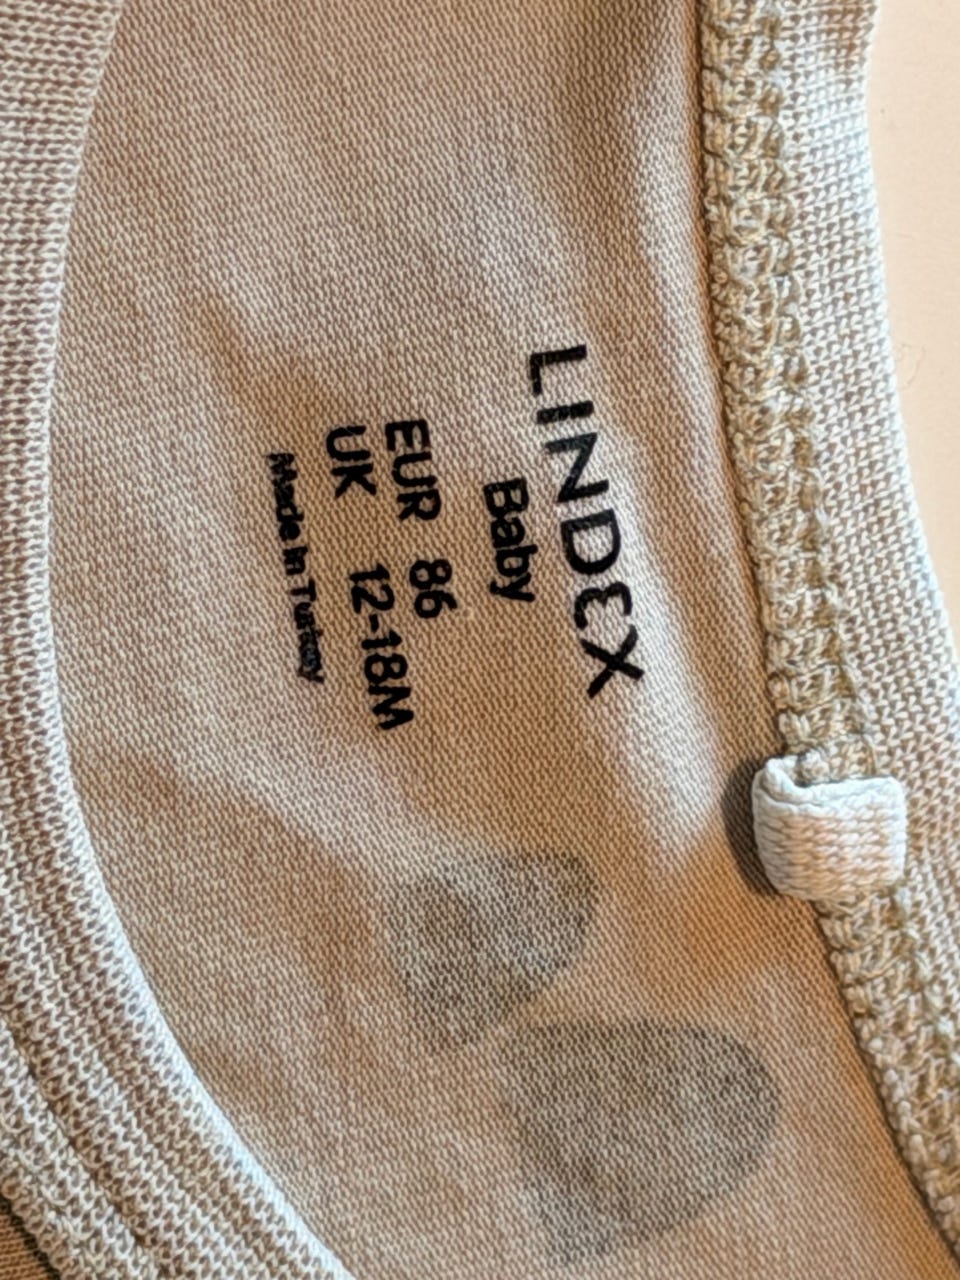 LINDEX
Baby
EUR 86
UK 12-18M
Made in Turkey